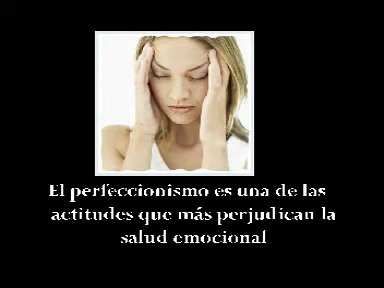 El perfeccionismo es una de las
actitudes que más perjudican la
salud emocional